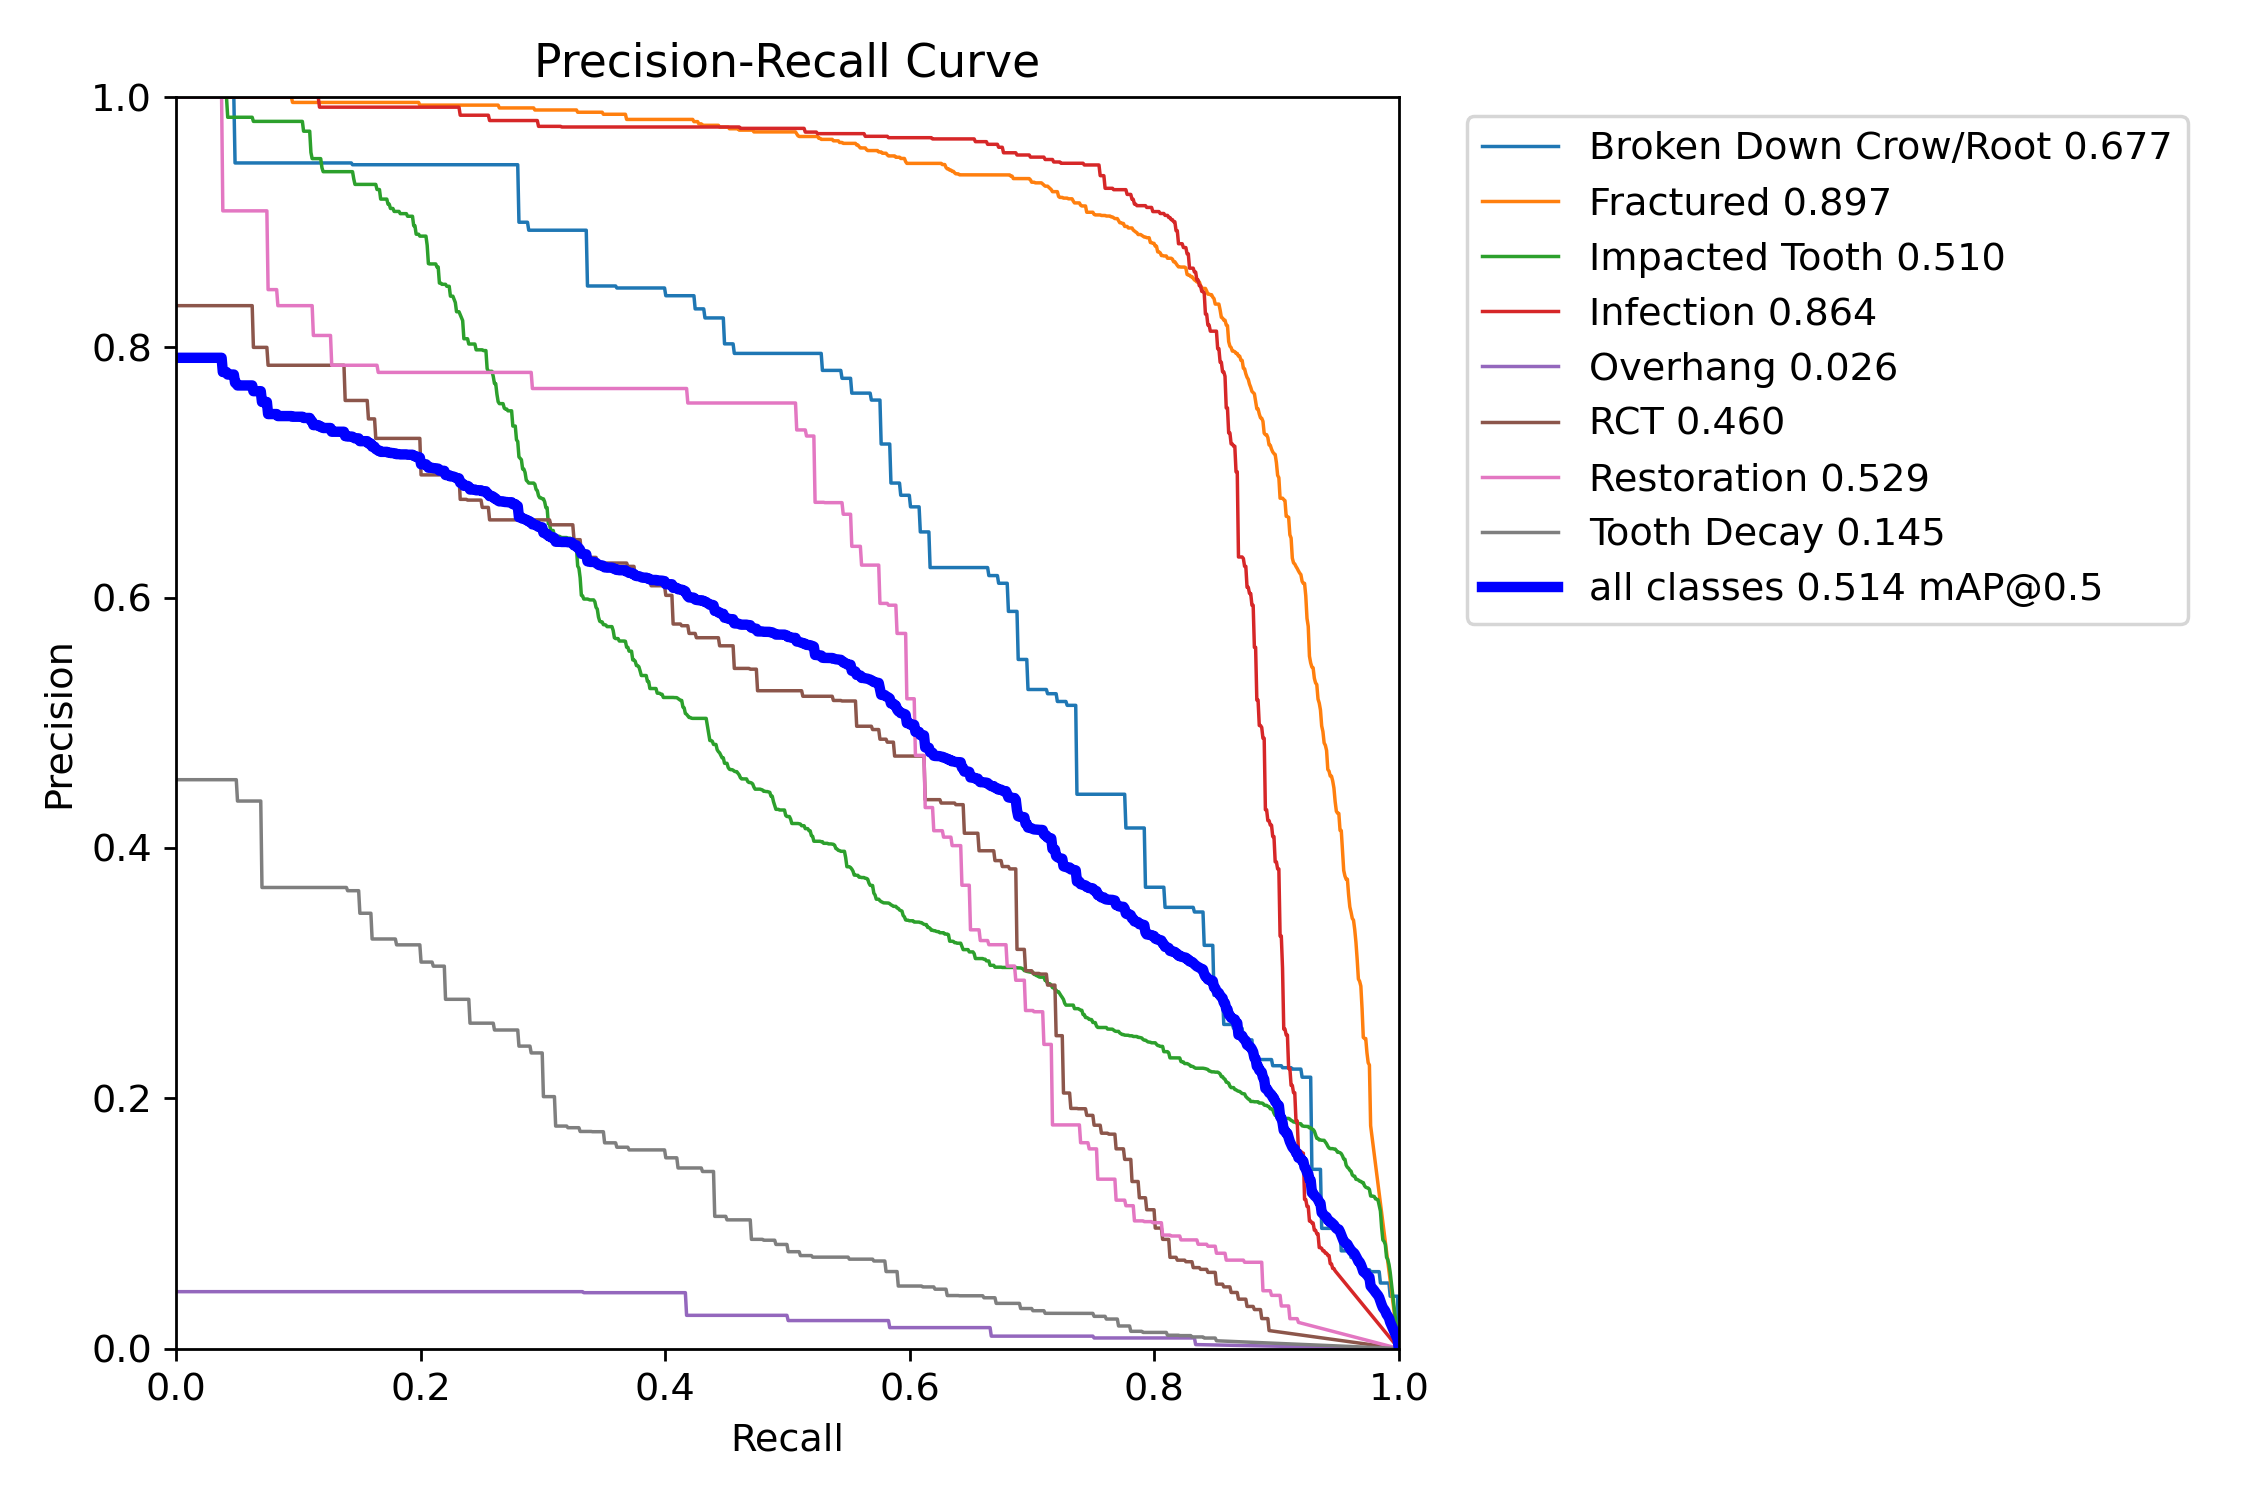 Precision-Recall Curve
1.0
0.8
0.6
0.4
0.2
0.0
Precision
0.0 0.2 0.4 0.6 0.8 1.0
Recall
Broken Down Crow/Root 0.677
Fractured 0.897
Impacted Tooth 0.510
Infection 0.864
Overhang 0.026
RCT 0.460
Restoration 0.529
Tooth Decay 0.145
all classes 0.514 mAP@0.5